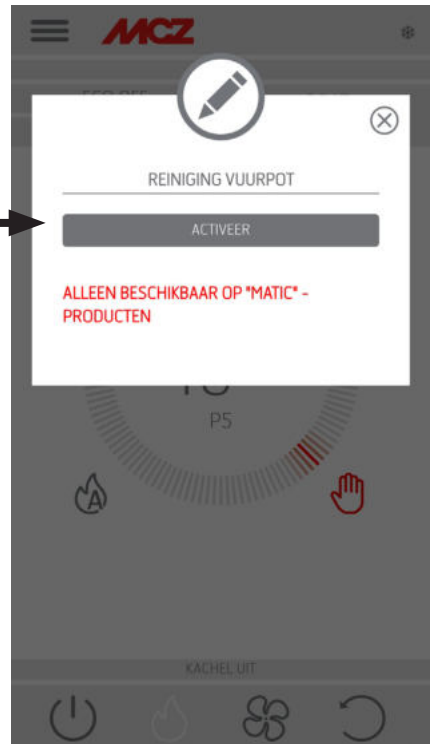 MCZ
REINIGING VUURPOT
ACTIVEER
ALLEEN BESCHIKBAAR OP "MATIC" -
PRODUCTEN
P5
A
KACHEL UIT